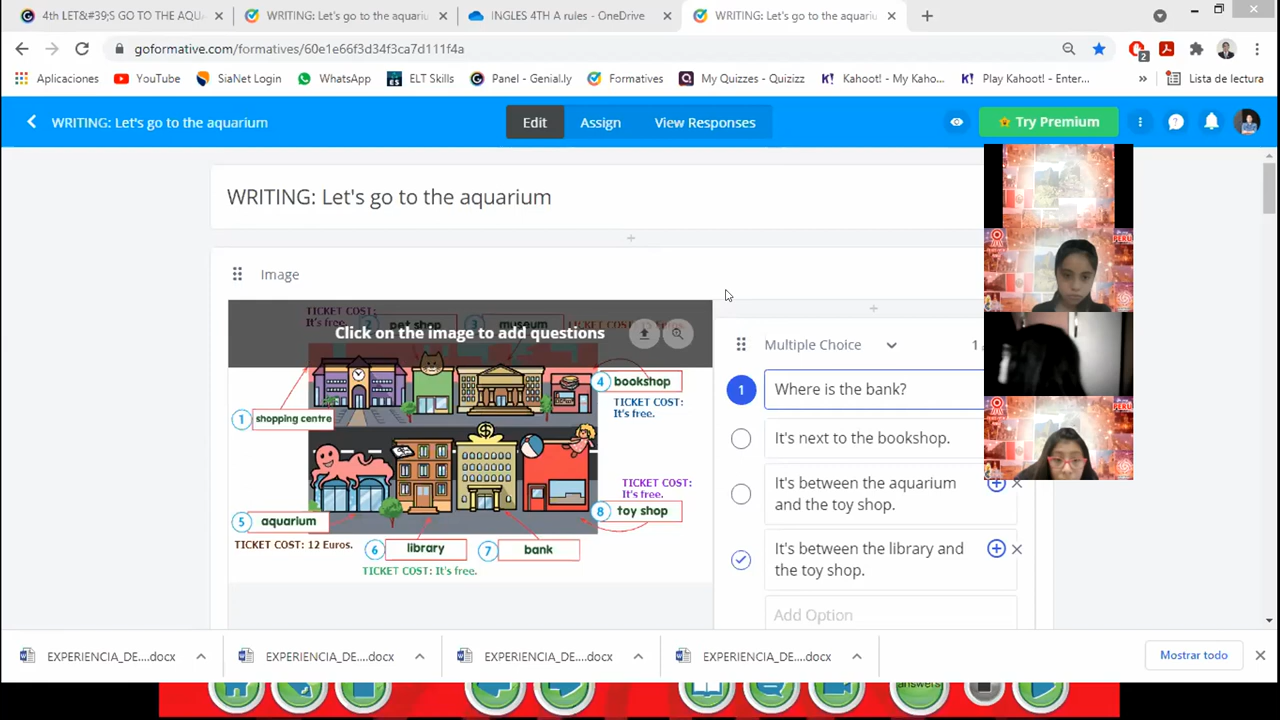 4th LET&#39;S GO TO THE AQU
WRITING: Let's go to the aquariu
INGLES 4TH A rules - OneDrive
WRITING: Let's go to the aquariu
goformative.com/formatives/60e1e66f3d34f3ca7d111f4a
2
Aplicaciones
YouTube
SiaNet Login
WhatsApp
ELT Skills
Panel - Genial.ly
Formatives
My Quizzes - Quizizz
K! Kahoot! - My Kaho...
K! Play Kahoot! - Enter...
»
Lista de lectura
WRITING: Let's go to the aquarium
Edit
Assign
View Responses
Try Premium
WRITING: Let's go to the aquarium
Image
TICKET COST:
It's free.
2 pet shop
3 museum
Click on the image to add questions
1 shopping centre
4 bookshop
TICKET COST:
It's free.
TICKET COST:
It's free.
5 aquarium
TICKET COST: 12 Euros.
6 library
TICKET COST: It's free.
7 bank
8 toy shop
Multiple Choice
1
1 Where is the bank?
It's next to the bookshop.
It's between the aquarium
and the toy shop.
It's between the library and
the toy shop.
Add Option
PERÚ
EXPERIENCIA_DE....docx
EXPERIENCIA_DE....docx
EXPERIENCIA_DE....docx
EXPERIENCIA_DE....docx
Mostrar todo
answers